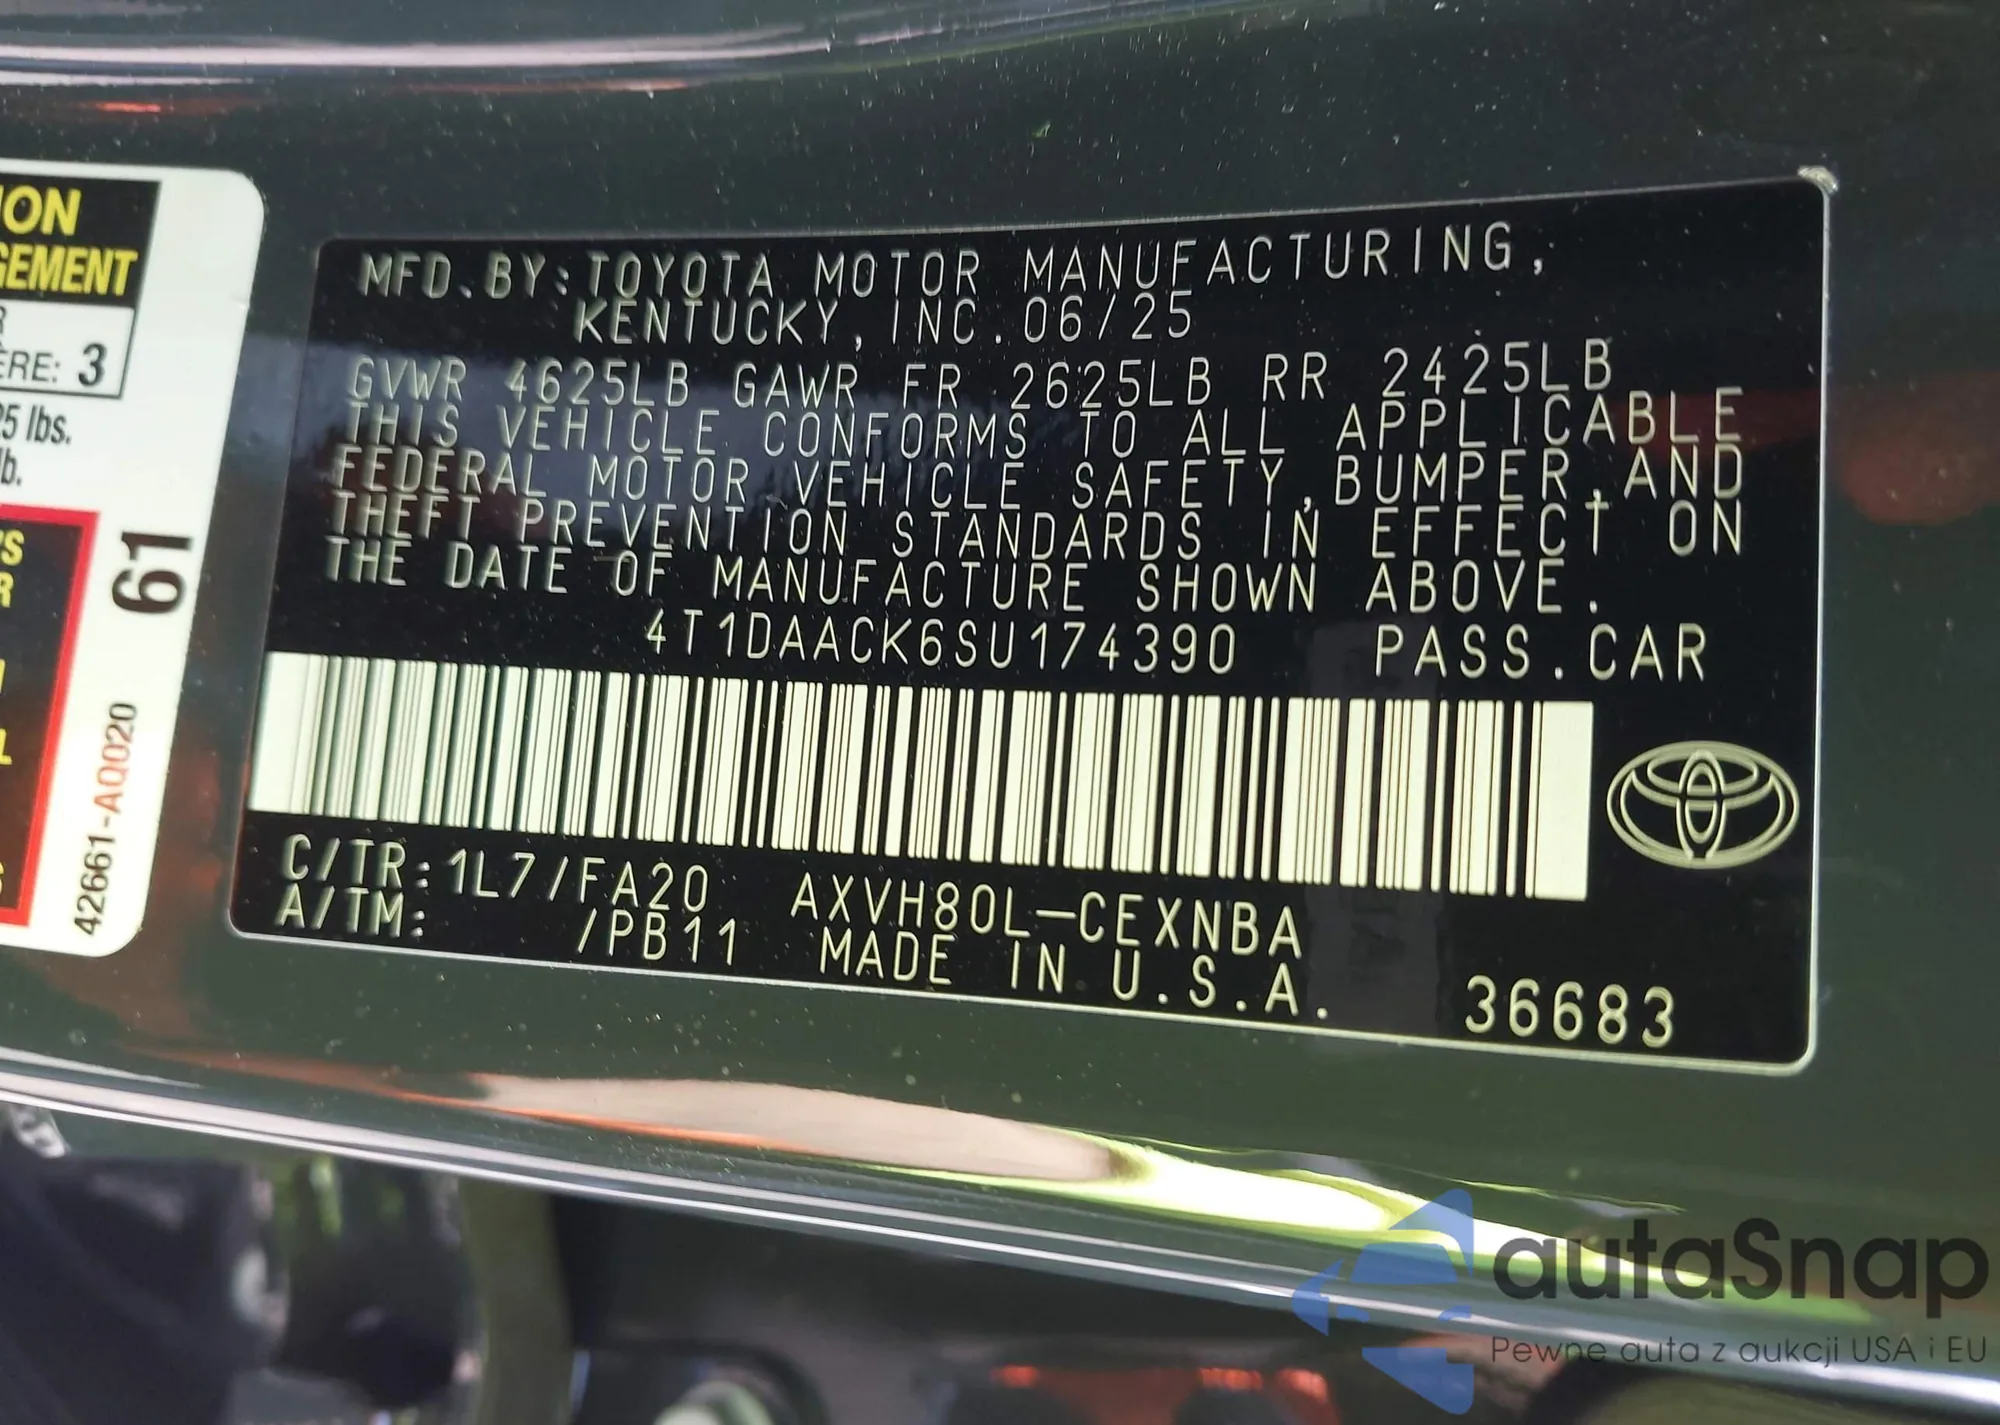 ION
GEMENT
R
ÈRE: 3
25 lbs.
lb.
'S
R
L
61
42661-AQ020
MFD.BY:TOYOTA MOTOR MANUFACTURING,
KENTUCKY, INC.06/25
GVWR 4625LB GAWR FR 2625LB RR 2425LB
THIS VEHICLE CONFORMS TO ALL APPLICABLE
FEDERAL MOTOR VEHICLE SAFETY,BUMPER,AND
THEFT PREVENTION STANDARDS IN EFFECT ON
THE DATE OF MANUFACTURE SHOWN ABOVE.
4T1DAACK6SU174390 PASS.CAR
C/TR:1L7/FA20 AXVH80L-CEXNBA
A/TM: /PB11 MADE IN U.S.A. 36683
autaSnap
Pewne auta z aukcji USA i EU